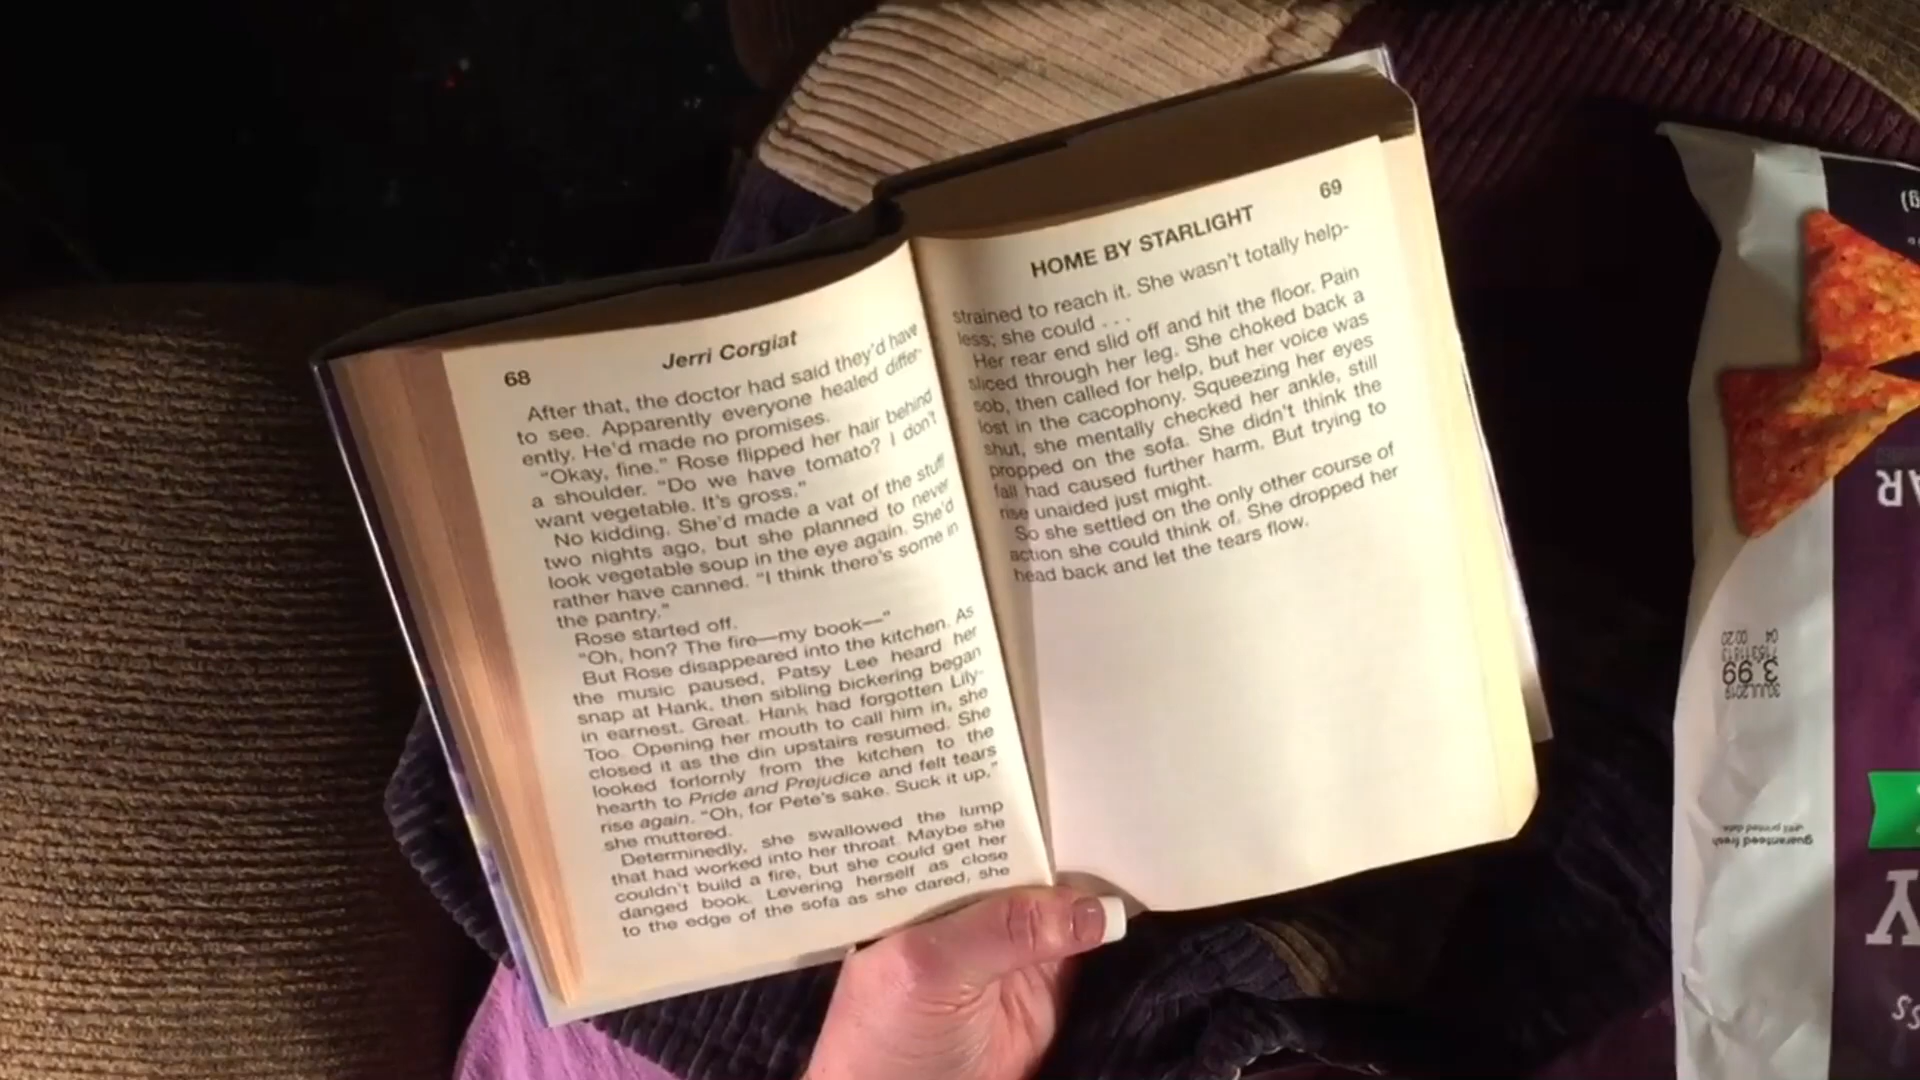 68
Jerri Corgiat
After that, the doctor had said they'd have
to see. Apparently everyone healed differ-
ently. He'd made no promises.
"Okay, fine." Rose flipped her hair behind
a shoulder. "Do we have tomato? I don't
want vegetable. It's gross."
No kidding. She'd made a vat of the stuff
two nights ago, but she planned to never
look vegetable soup in the eye again. She'd
rather have canned. "I think there's some in
the pantry."
Rose started off.
"Oh, hon? The fire—my book—"
But Rose disappeared into the kitchen. As
the music paused, Patsy Lee heard her
snap at Hank, then sibling bickering began
in earnest. Great. Hank had forgotten Lily-
Too. Opening her mouth to call him in, she
closed it as the din upstairs resumed. She
looked forlornly from the kitchen to the
hearth to Pride and Prejudice and felt tears
rise again. "Oh, for Pete's sake. Suck it up,"
she muttered.
Determinedly, she swallowed the lump
that had worked into her throat. Maybe she
couldn't build a fire, but she could get her
danged book. Levering herself as close
to the edge of the sofa as she dared, she
HOME BY STARLIGHT
69
strained to reach it. She wasn't totally help-
less; she could . . .
Her rear end slid off and hit the floor. Pain
sliced through her leg. She choked back a
sob, then called for help, but her voice was
lost in the cacophony. Squeezing her eyes
shut, she mentally checked her ankle, still
propped on the sofa. She didn't think the
fall had caused further harm. But trying to
rise unaided just might.
So she settled on the only other course of
action she could think of. She dropped her
head back and let the tears flow.
guaranteed fresh
until printed date
30JUL2019
3.99
04 00:20